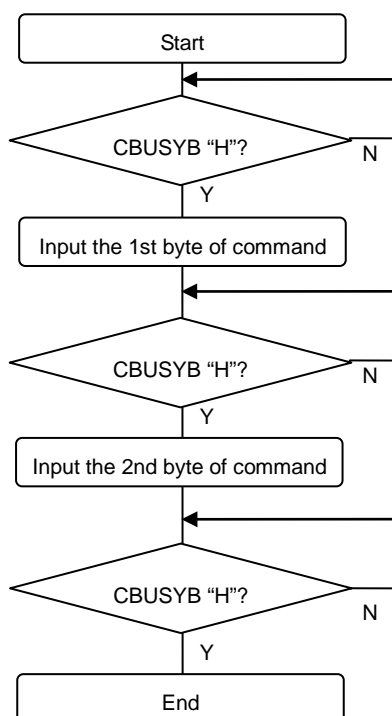 Start
CBUSYB “H”?
N
Y
Input the 1st byte of command
CBUSYB “H”?
N
Y
Input the 2nd byte of command
CBUSYB “H”?
N
Y
End